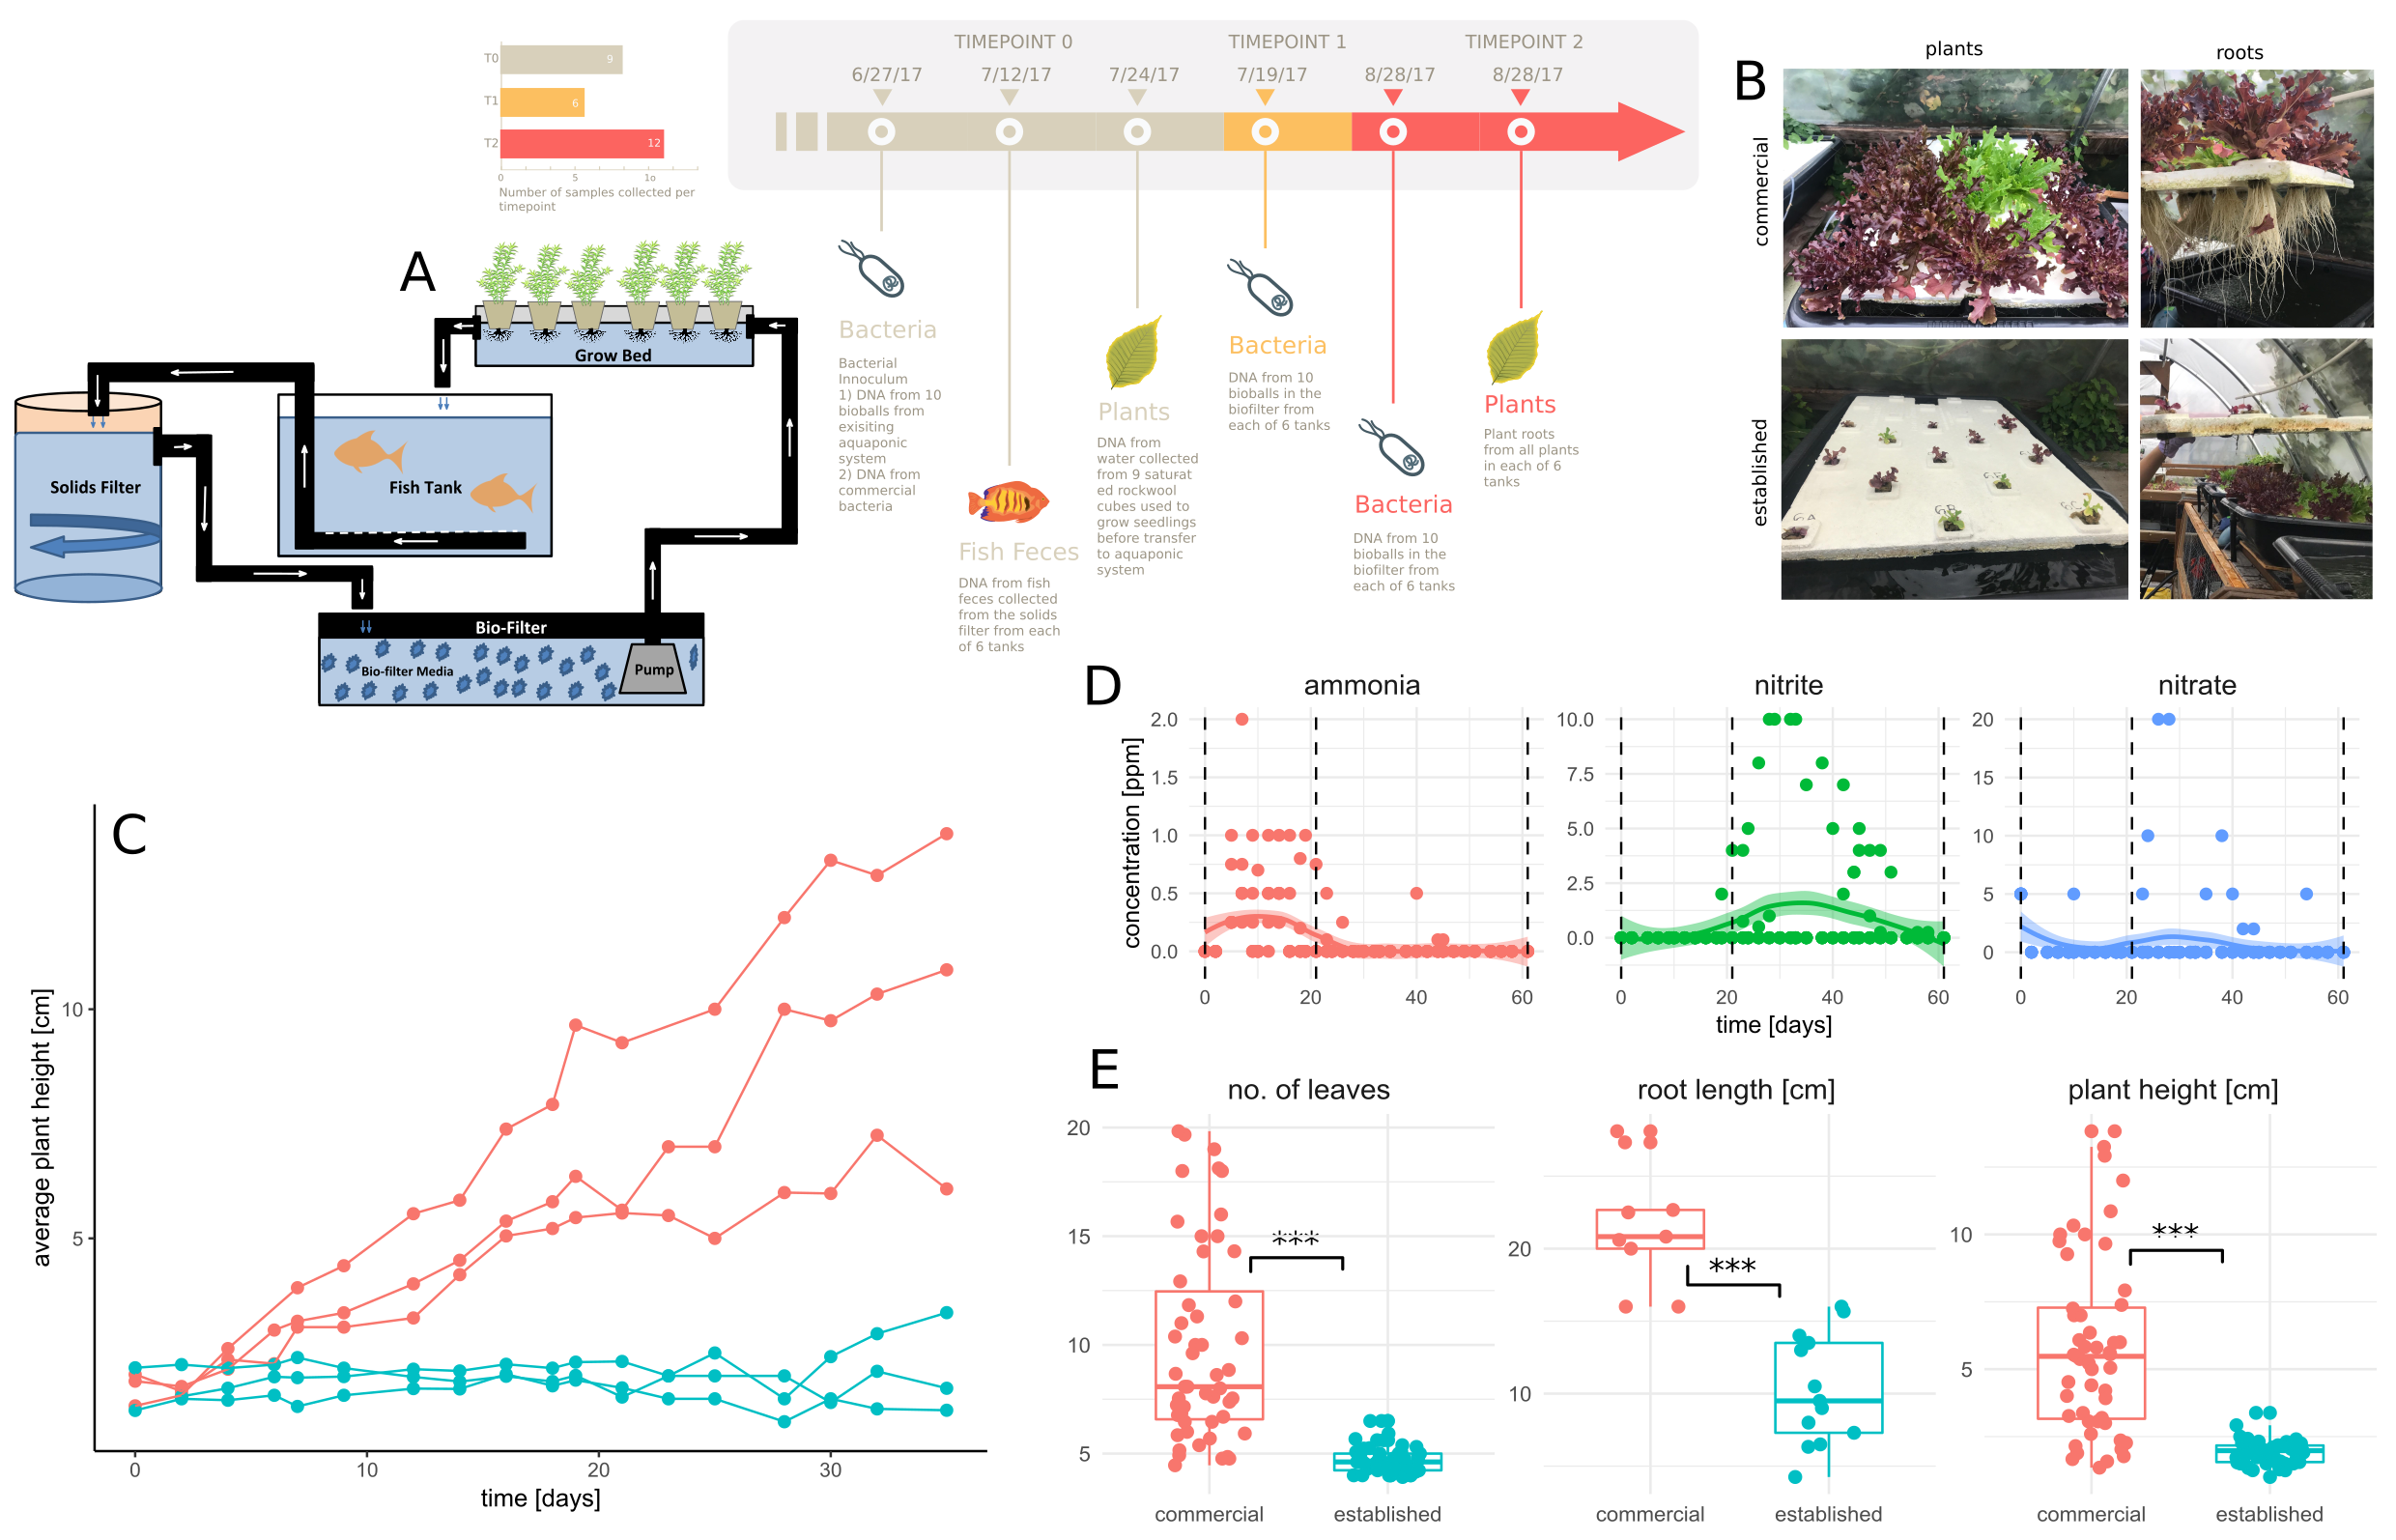 T0
9
T1
6
T2
12
0
5
10
Number of samples collected per
timepoint
TIMEPOINT 0
TIMEPOINT 1
TIMEPOINT 2
6/27/17
7/12/17
7/24/17
7/19/17
8/28/17
8/28/17
Bacteria
Bacterial
Innoculum
1) DNA from 10
bioballs from
exisiting
aquaponic
system
2) DNA from
commercial
bacteria
Fish Feces
DNA from fish
feces collected
from the solids
filter from each
of 6 tanks
Plants
DNA from
water collected
from 9 saturat
ed rockwool
cubes used to
grow seedlings
before transfer
to aquaponic
system
Bacteria
DNA from 10
bioballs in the
biofilter from
each of 6 tanks
Bacteria
DNA from 10
bioballs in the
biofilter from
each of 6 tanks
Plants
Plant roots
from all plants
in each of 6
tanks
A
Grow Bed
Solids Filter
Fish Tank
Bio-Filter
Bio-filter Media
Pump
B
plants
roots
commercial
established
C
average plant height [cm]
10
5
0
10
20
30
time [days]
D
ammonia
nitrite
nitrate
concentration [ppm]
2.0
1.5
1.0
0.5
0.0
0
20
40
60
10.0
7.5
5.0
2.5
0.0
0
20
40
60
20
15
10
5
0
0
20
40
60
time [days]
E
no. of leaves
root length [cm]
plant height [cm]
20
15
10
5
***
commercial
established
20
10
***
commercial
established
10
5
***
commercial
established